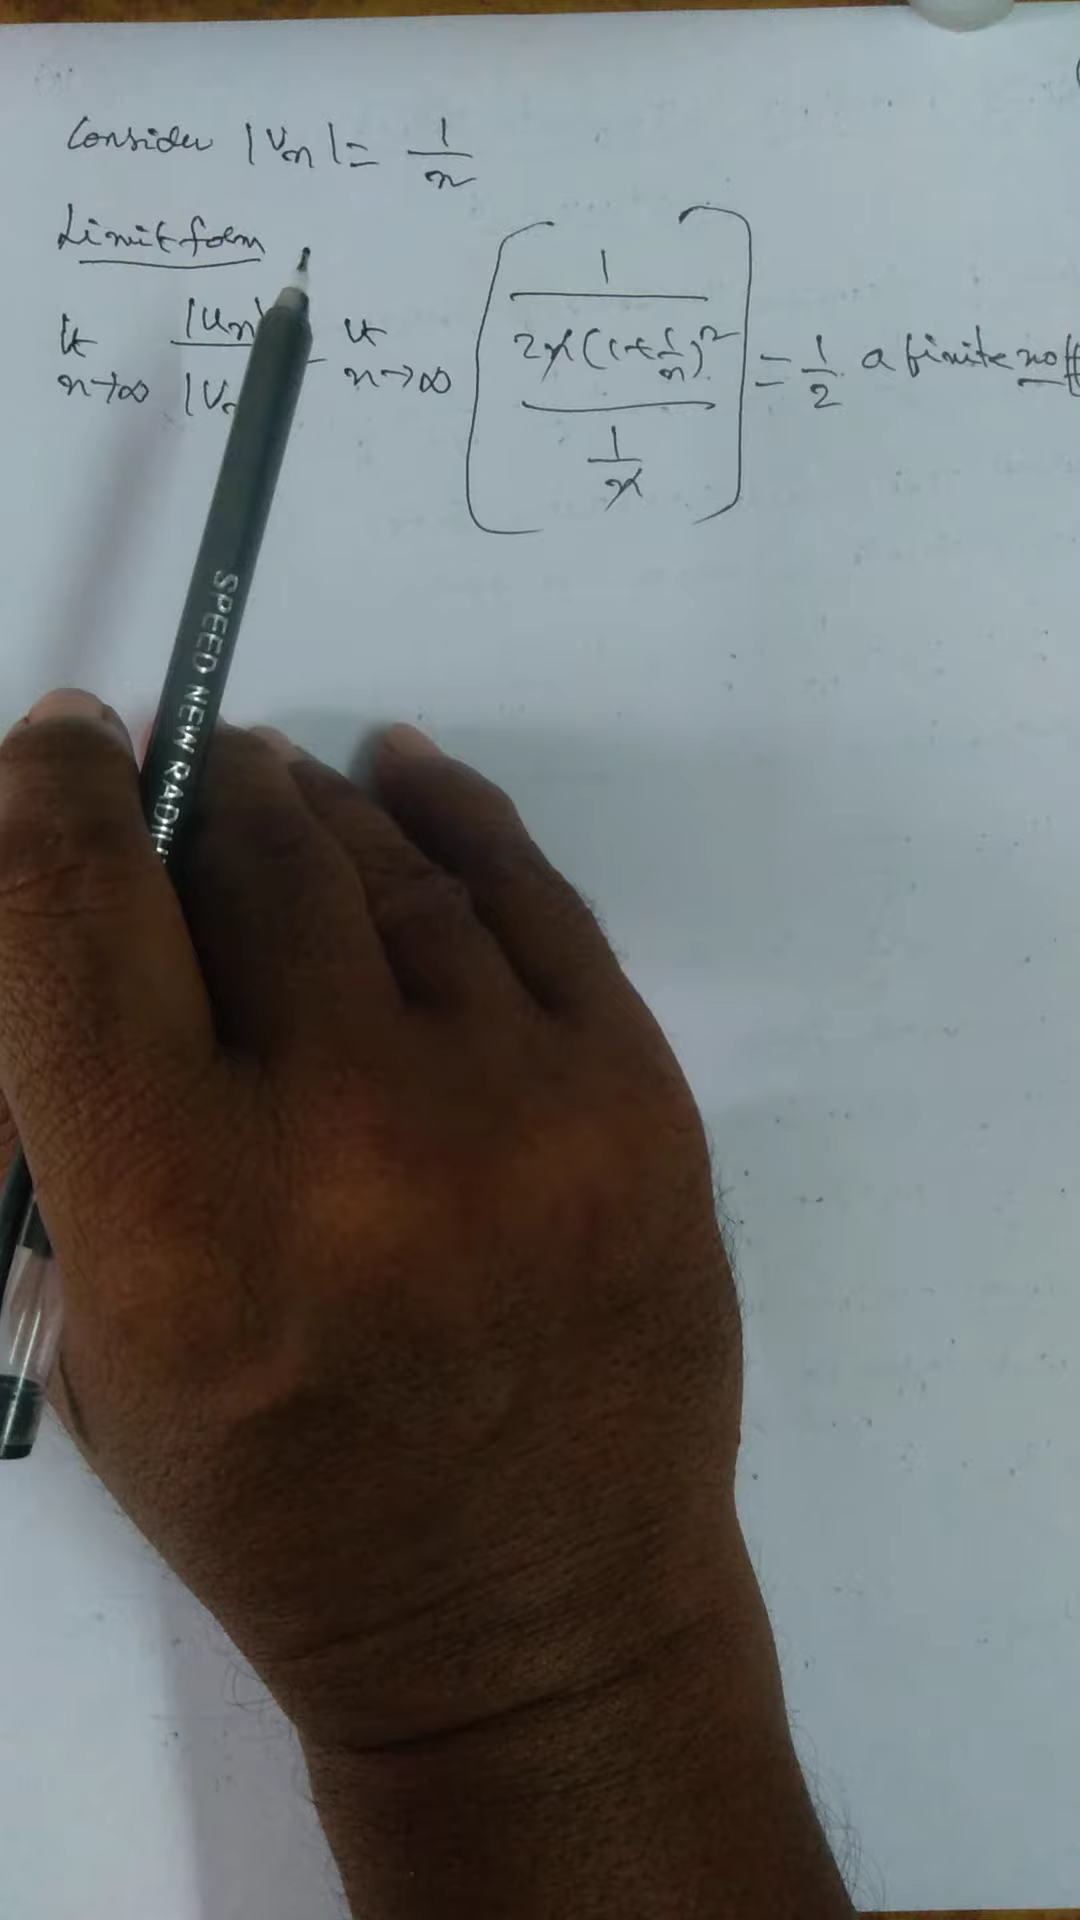 Consider |Vn| = 1/n
Limit form
lt n→∞ |Un| / |Vn = lt n→∞ ( 1 / 2n(1+1/n)² / 1/n ) = 1/2 a finite no
SPEED NEW RADI